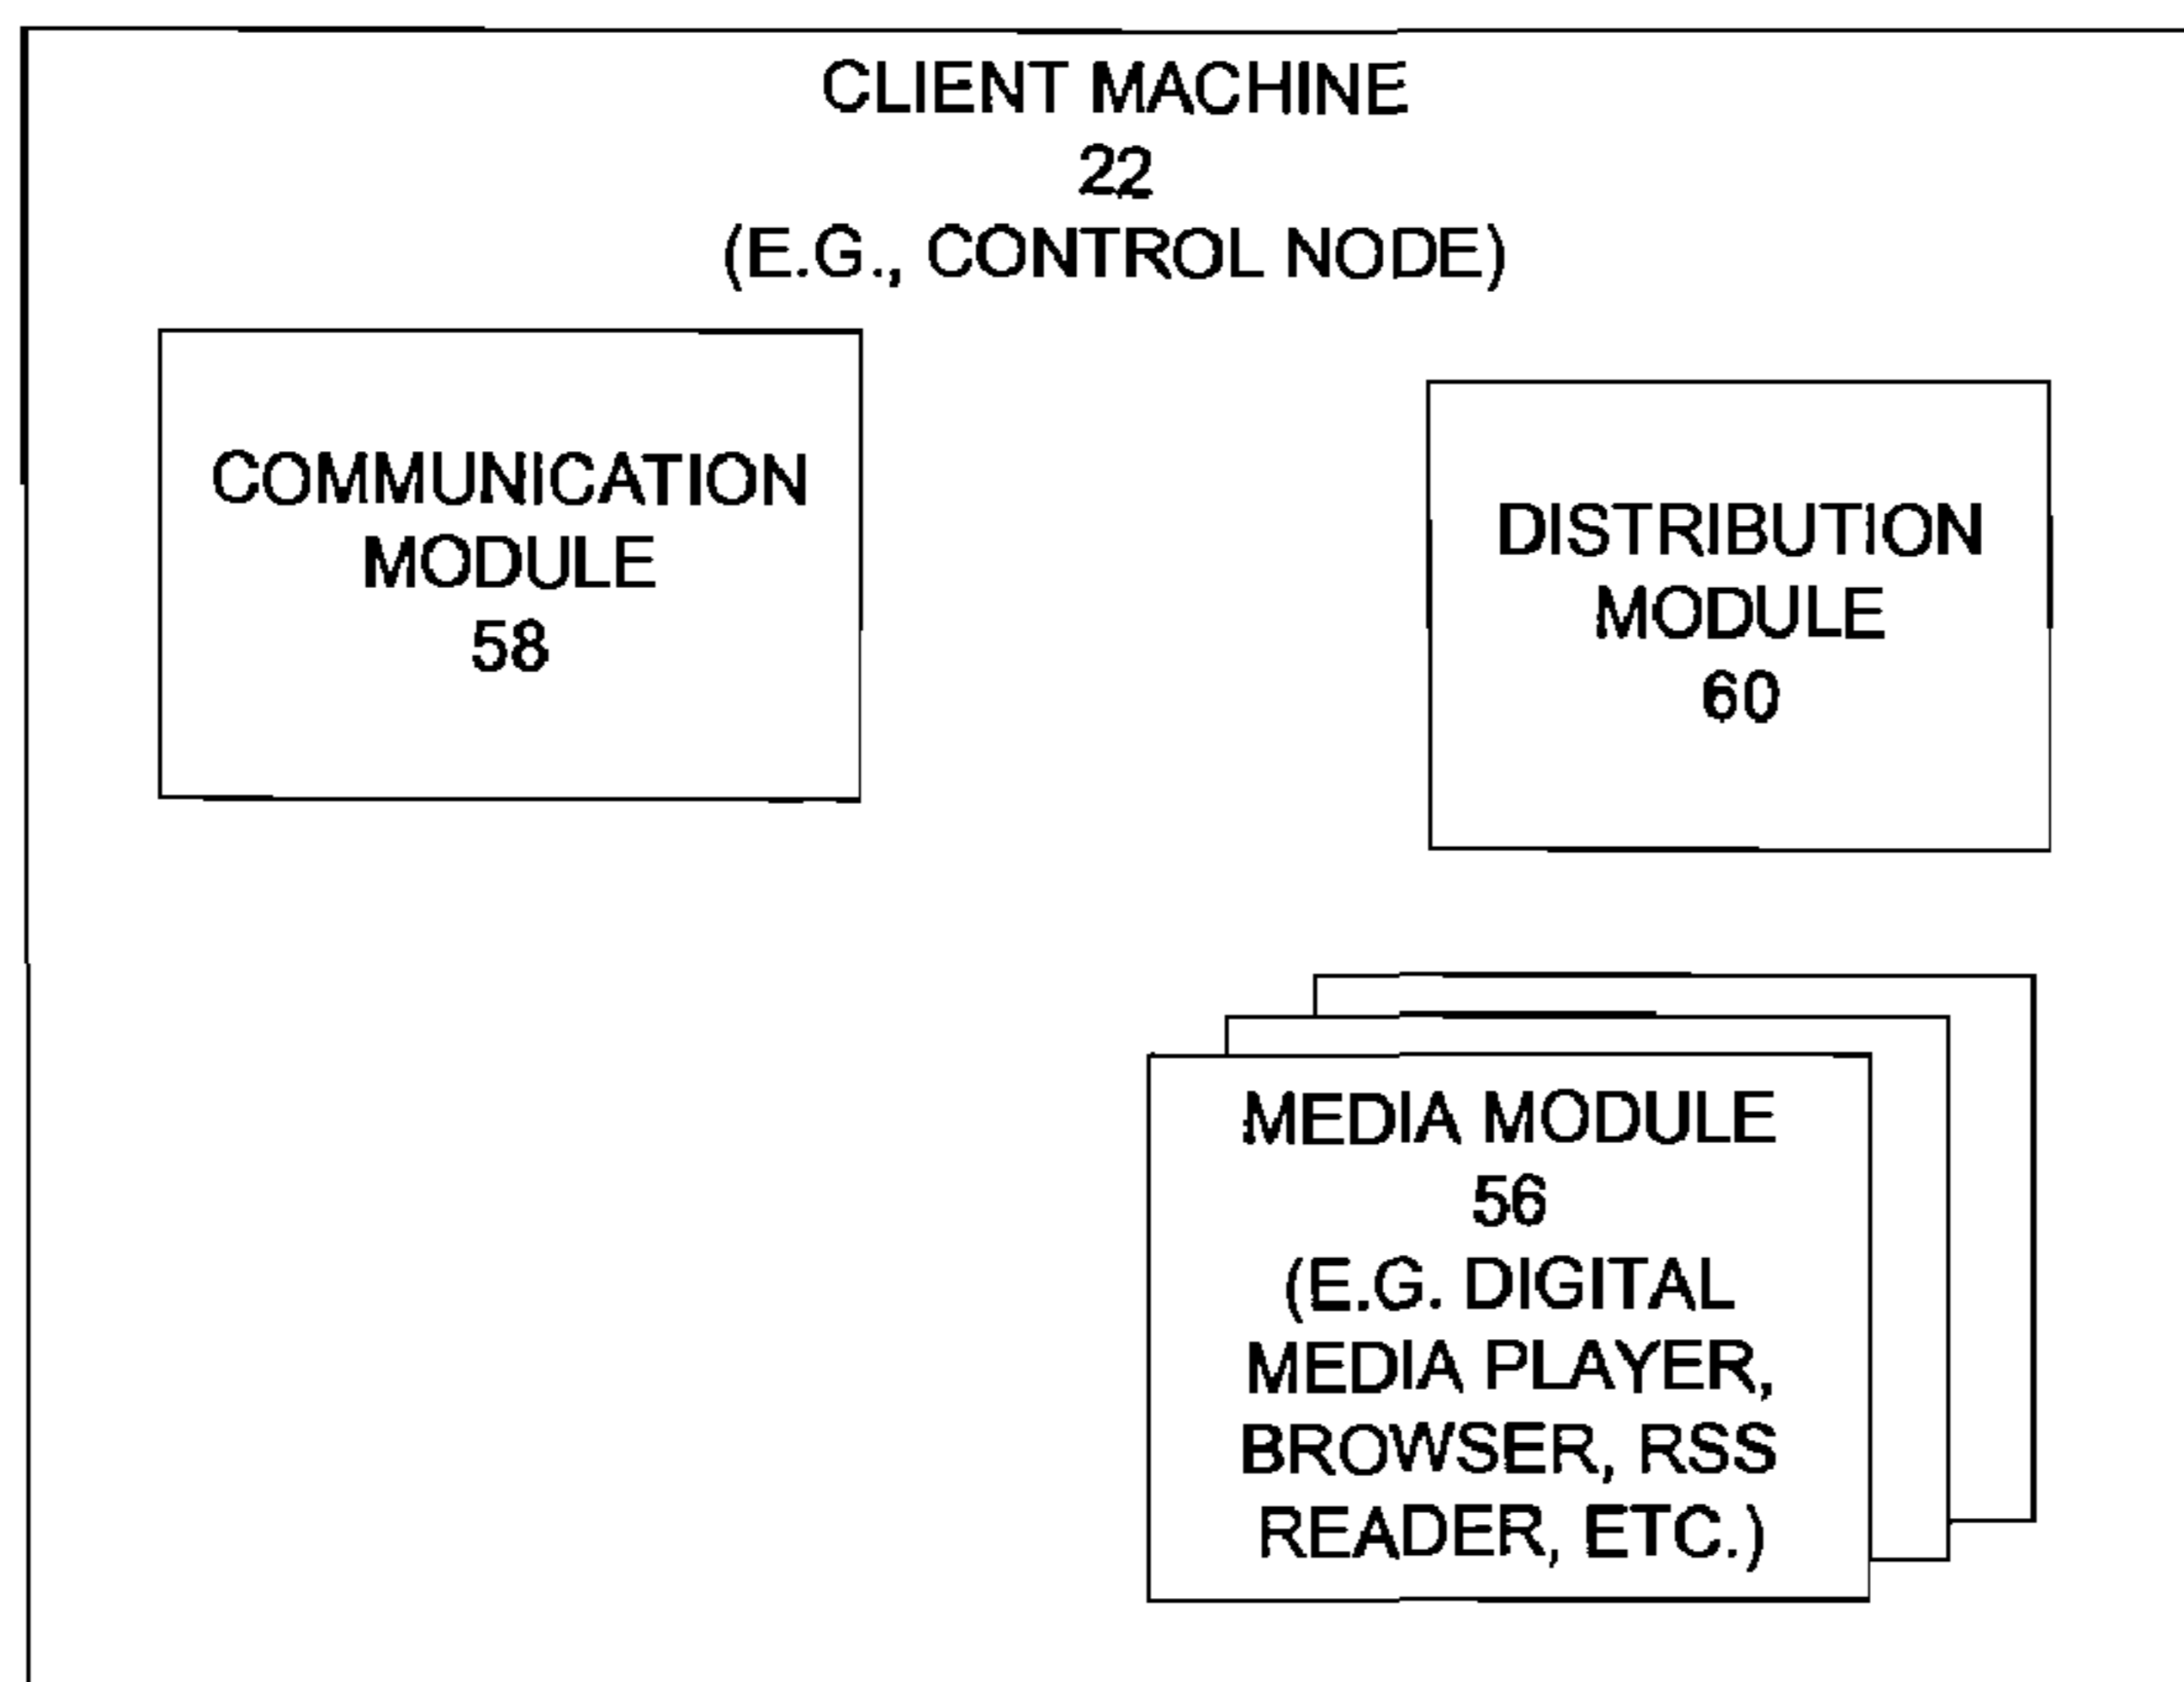 CLIENT MACHINE
22
(E.G., CONTROL NODE)
COMMUNICATION
MODULE
58
DISTRIBUTION
MODULE
60
MEDIA MODULE
56
(E.G. DIGITAL
MEDIA PLAYER,
BROWSER, RSS
READER, ETC.)